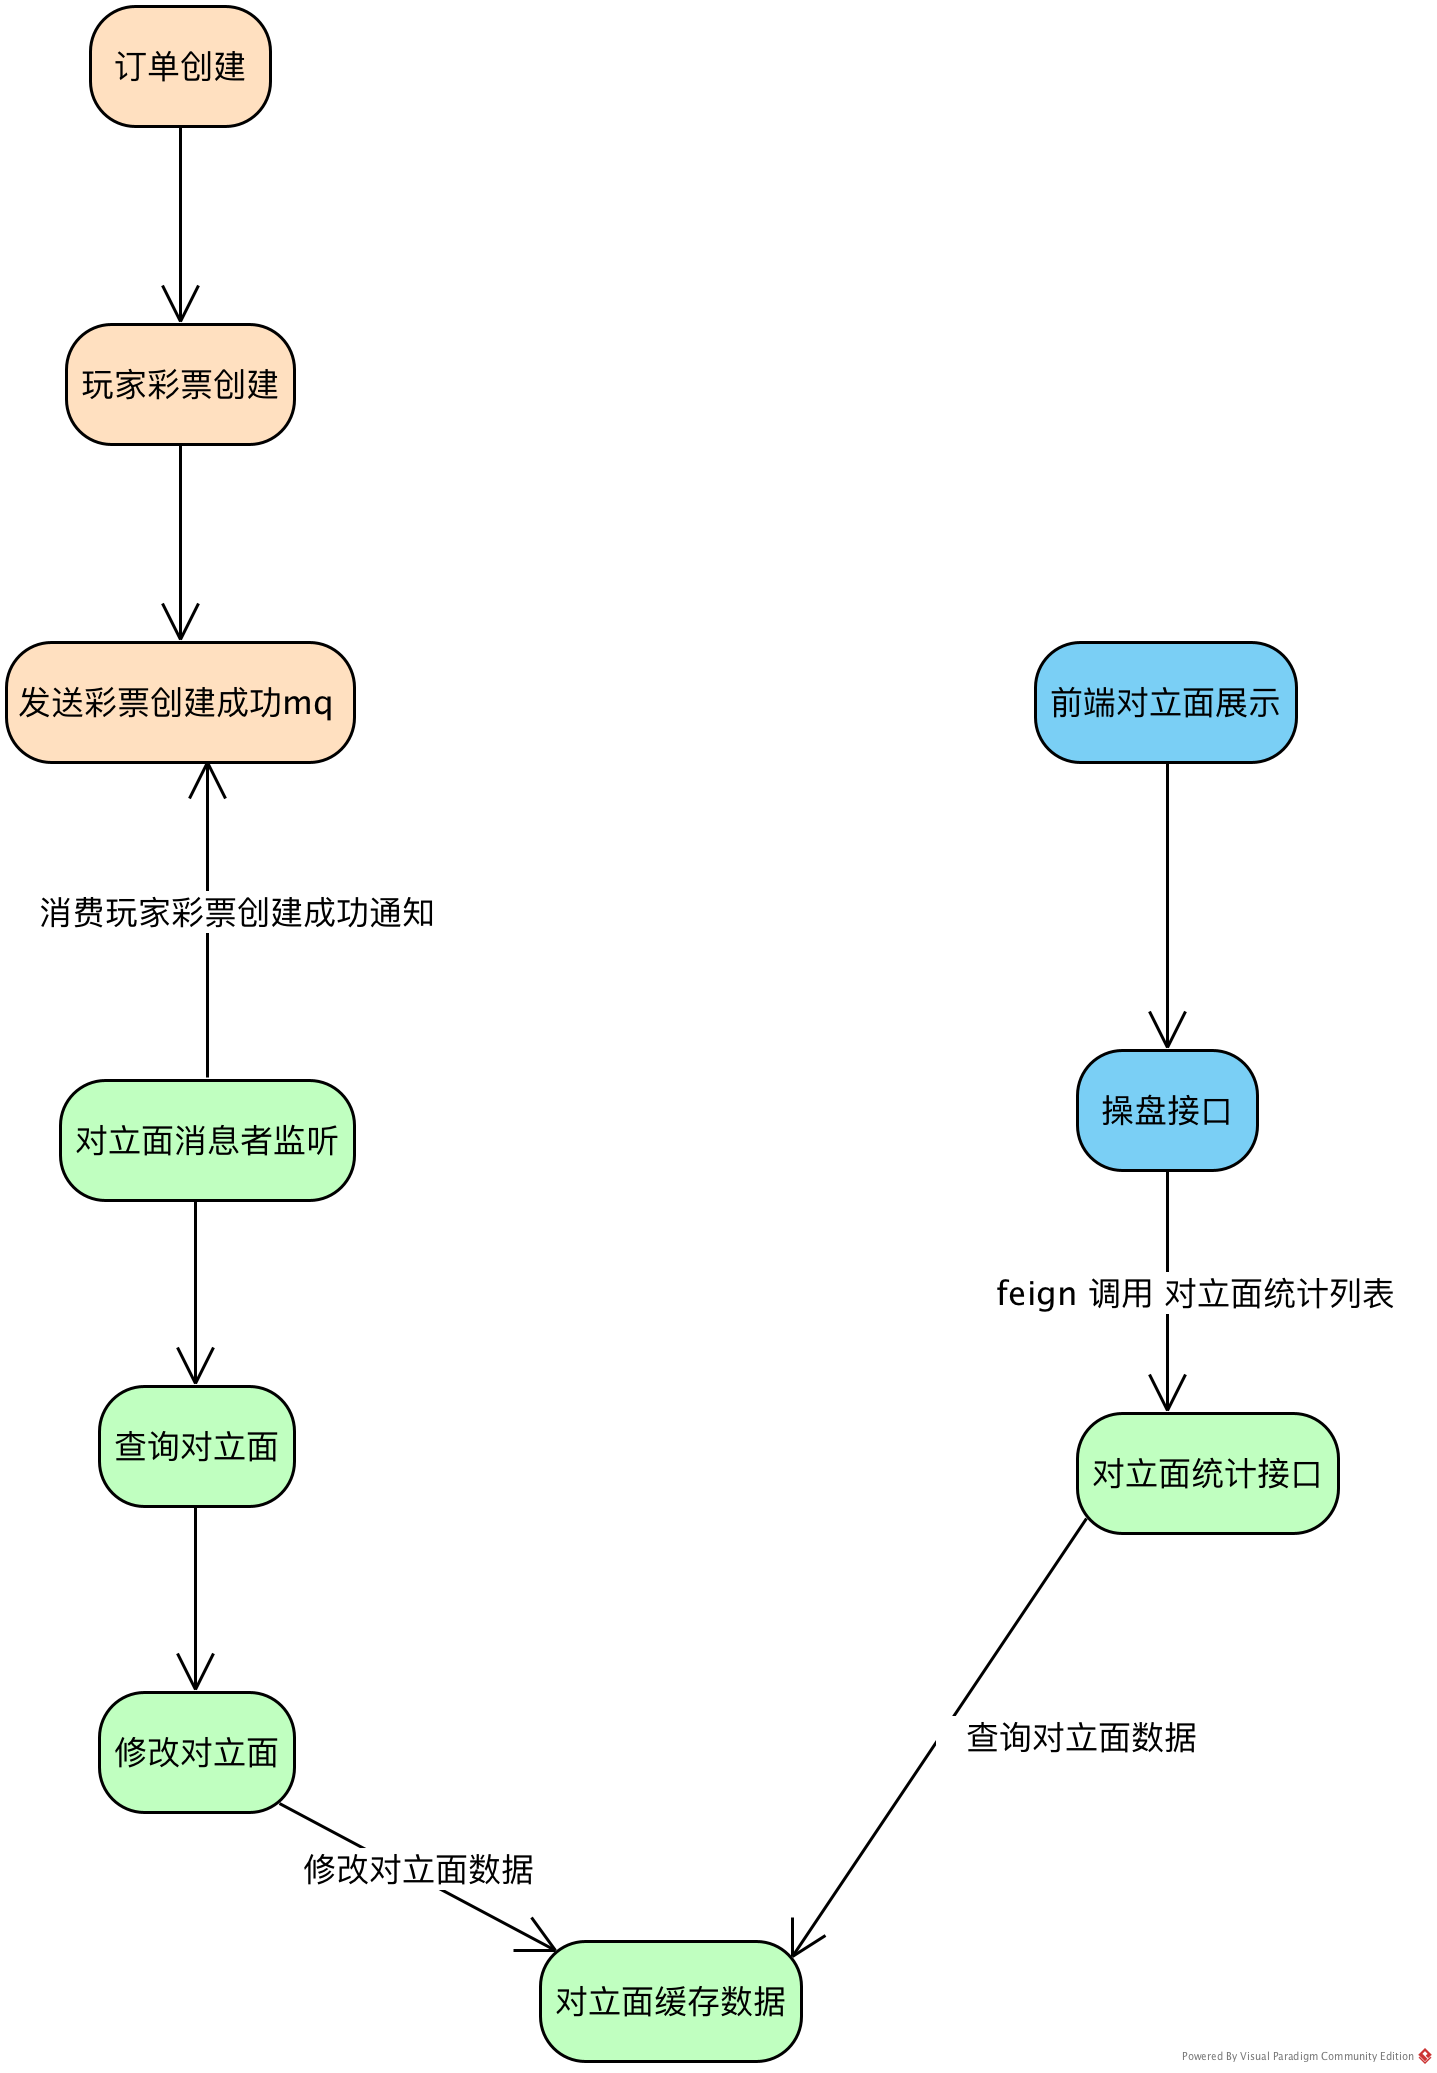 订单创建
玩家彩票创建
发送彩票创建成功mq
前端对立面展示
消费玩家彩票创建成功通知
操盘接口
对立面消息者监听
feign 调用 对立面统计列表
查询对立面
对立面统计接口
查询对立面数据
修改对立面
修改对立面数据
对立面缓存数据
Powered By Visual Paradigm Community Edition